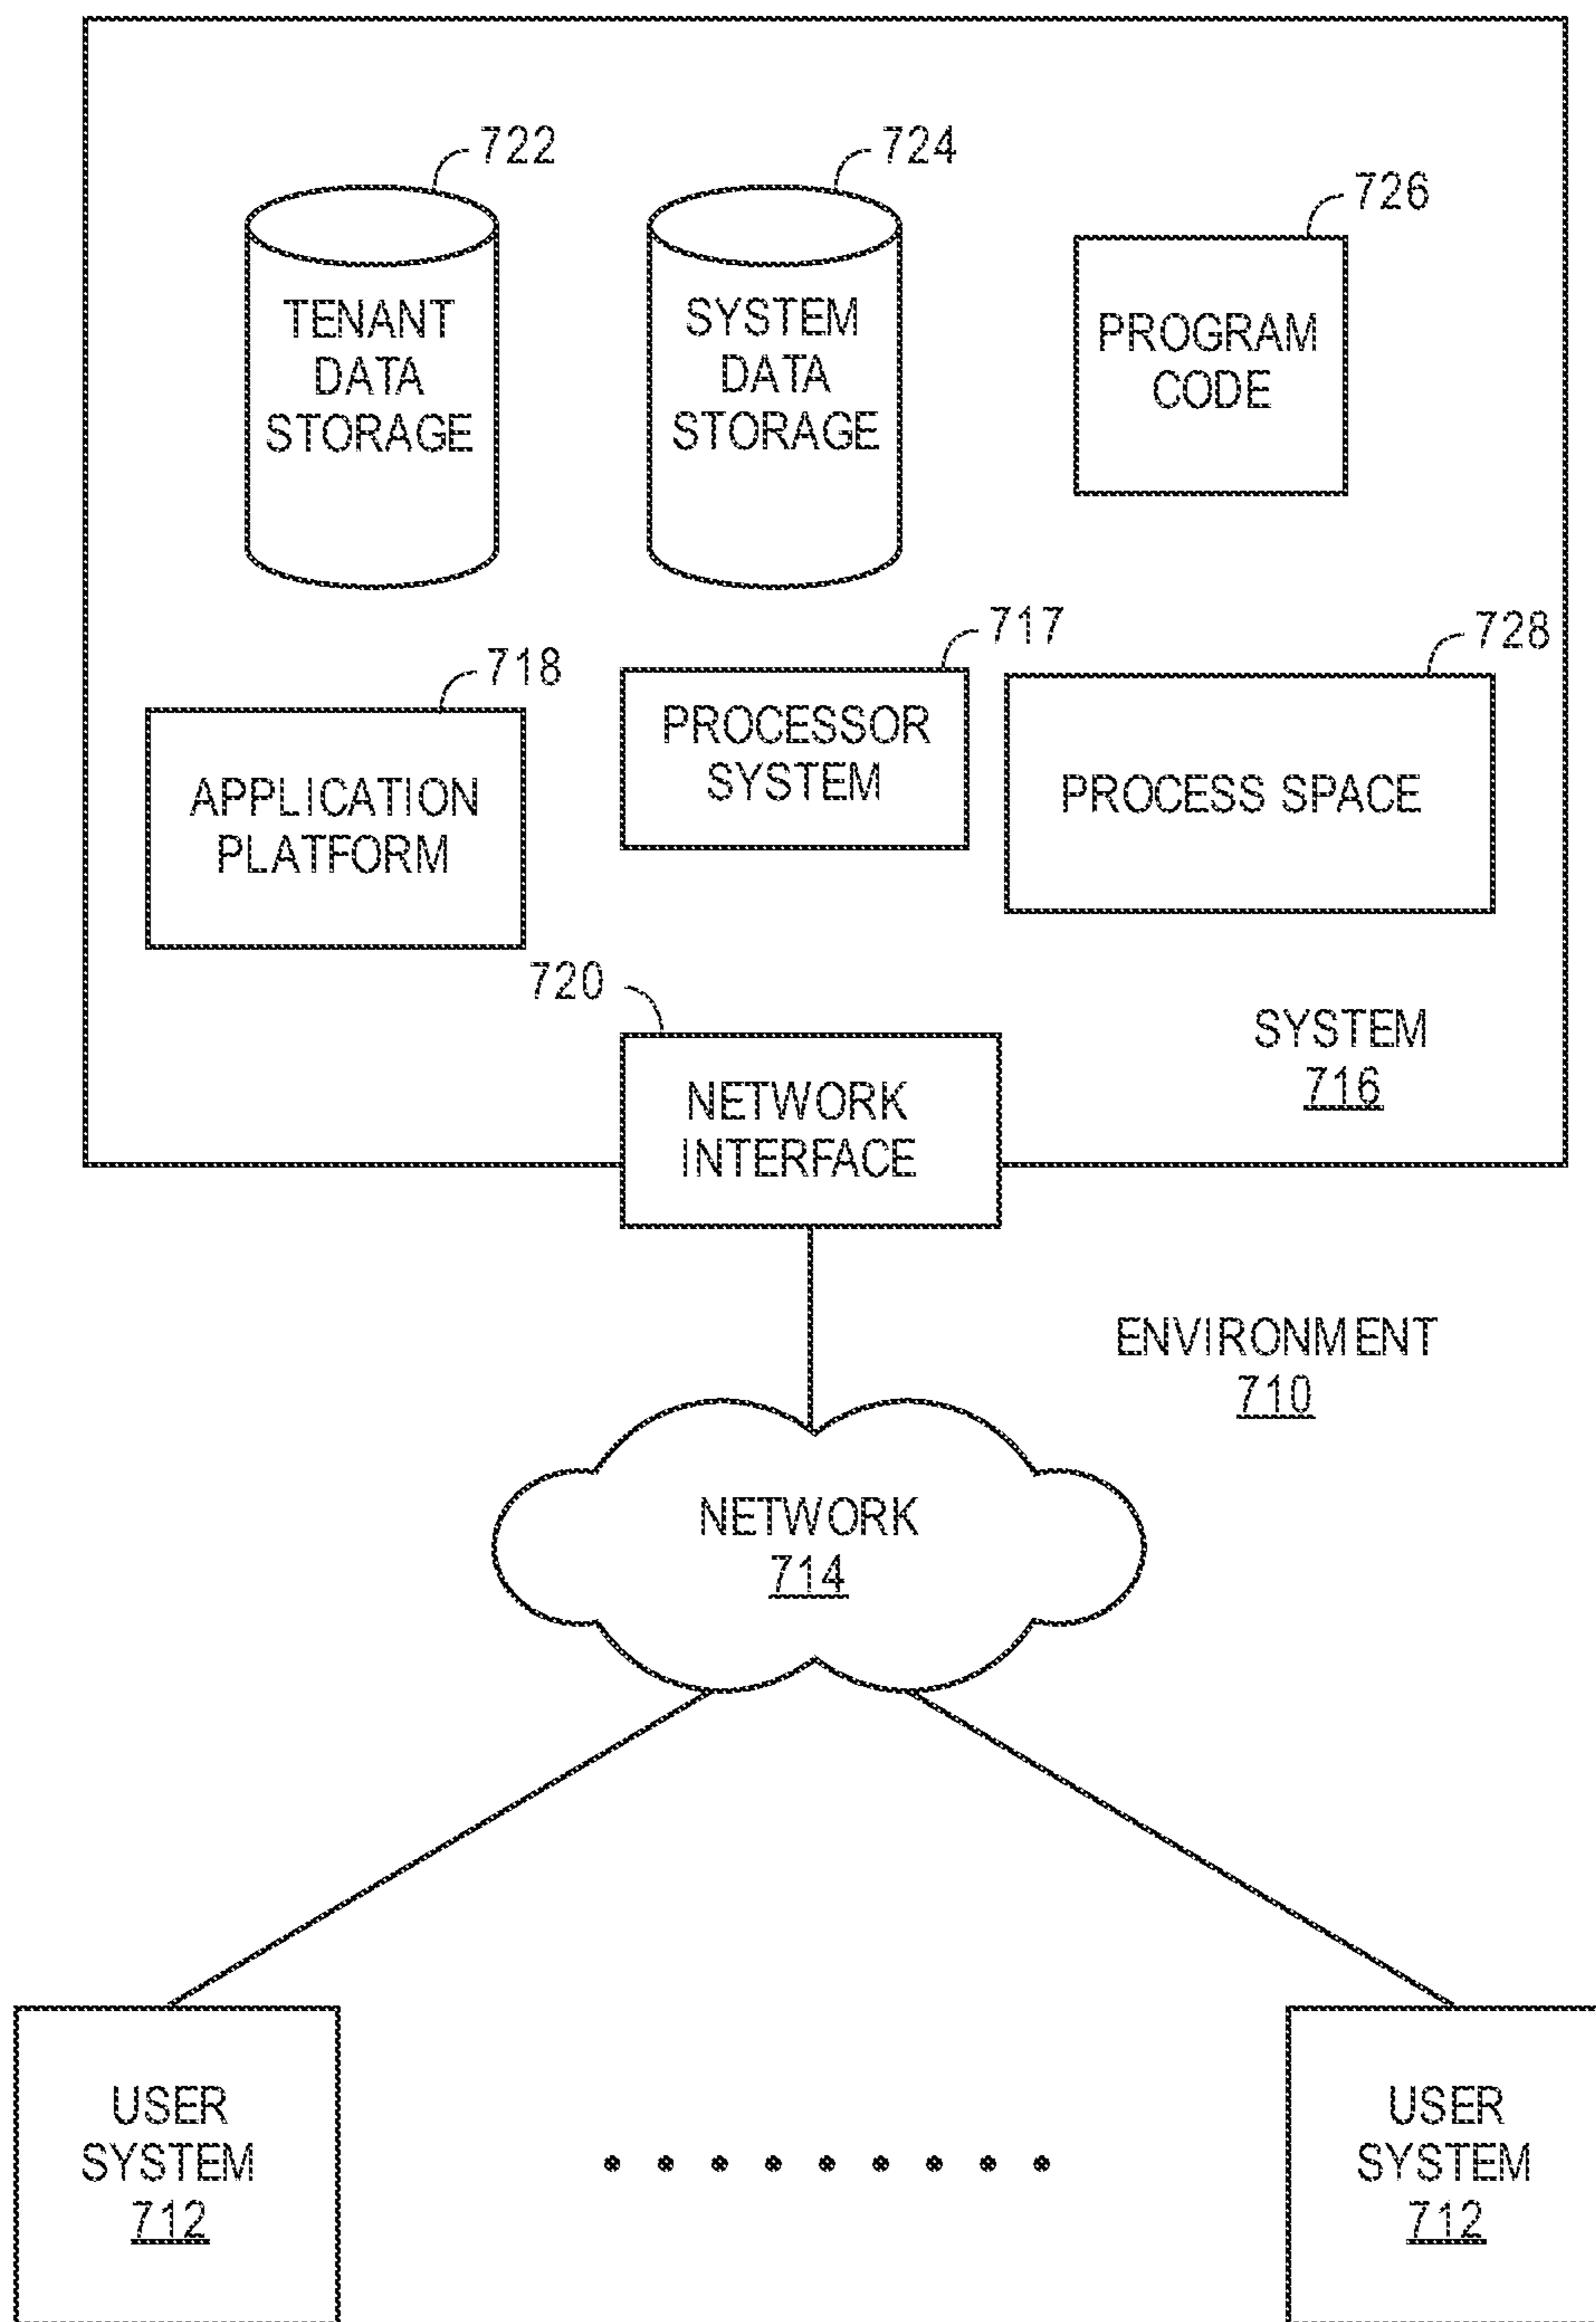 722
724
726
TENANT
DATA
STORAGE
SYSTEM
DATA
STORAGE
PROGRAM
CODE
718
717
728
APPLICATION
PLATFORM
PROCESSOR
SYSTEM
PROCESS SPACE
720
NETWORK
INTERFACE
SYSTEM
716
ENVIRONMENT
710
NETWORK
714
USER
SYSTEM
712
USER
SYSTEM
712